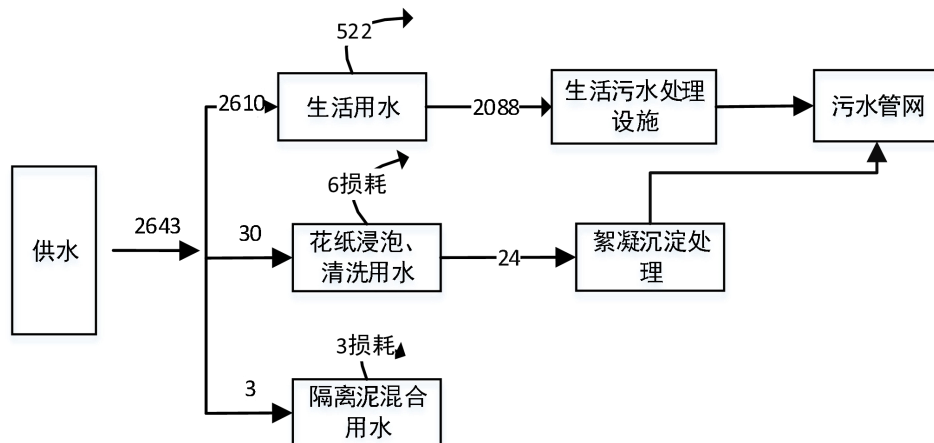 522
2610
生活用水
2088
生活污水处理
设施
污水管网
6损耗
供水
2643
30
花纸浸泡、
清洗用水
24
絮凝沉淀处
理
3损耗
3
隔离泥混合
用水